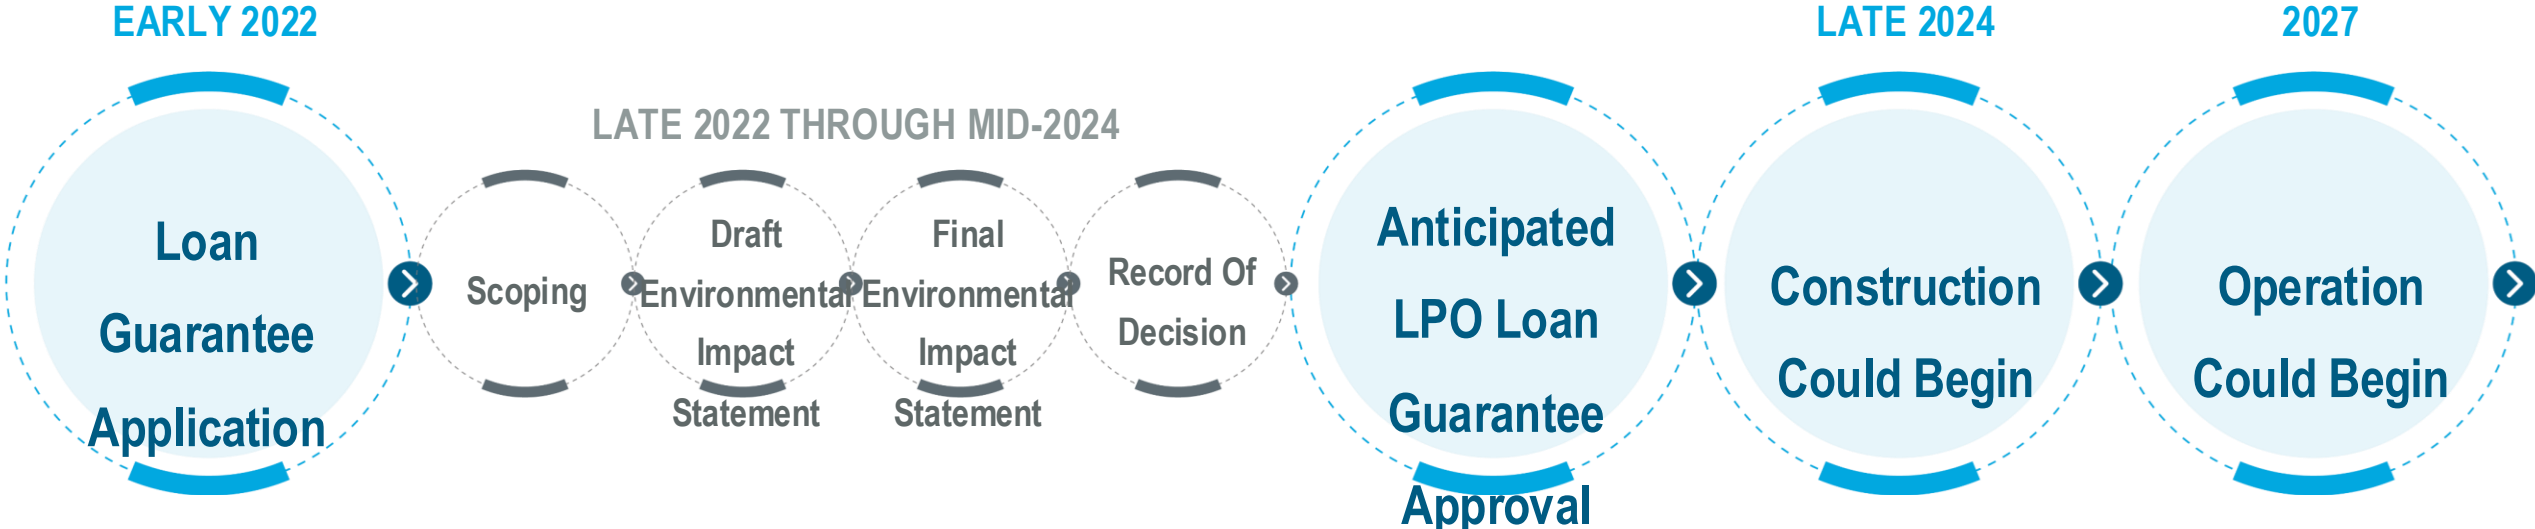 EARLY 2022
Loan
Guarantee
Application
LATE 2022 THROUGH MID-2024
Scoping
Draft
Environmental
Impact
Statement
Final
Environmental
Impact
Statement
Record Of
Decision
Anticipated
LPO Loan
Guarantee
Approval
LATE 2024
Construction
Could Begin
2027
Operation
Could Begin